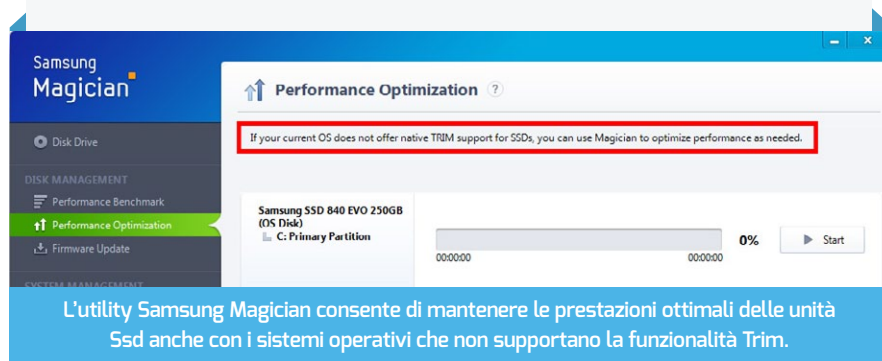 Samsung
Magician
Performance Optimization ?
If your current OS does not offer native TRIM support for SSDs, you can use Magician to optimize performance as needed.
Disk Drive
DISK MANAGEMENT
Performance Benchmark
Performance Optimization
Firmware Update
SYSTEM MANAGEMENT
Samsung SSD 840 EVO 250GB
(OS Disk)
C: Primary Partition
0%
Start
00:00:00 00:00:00
L'utility Samsung Magician consente di mantenere le prestazioni ottimali delle unità
Ssd anche con i sistemi operativi che non supportano la funzionalità Trim.